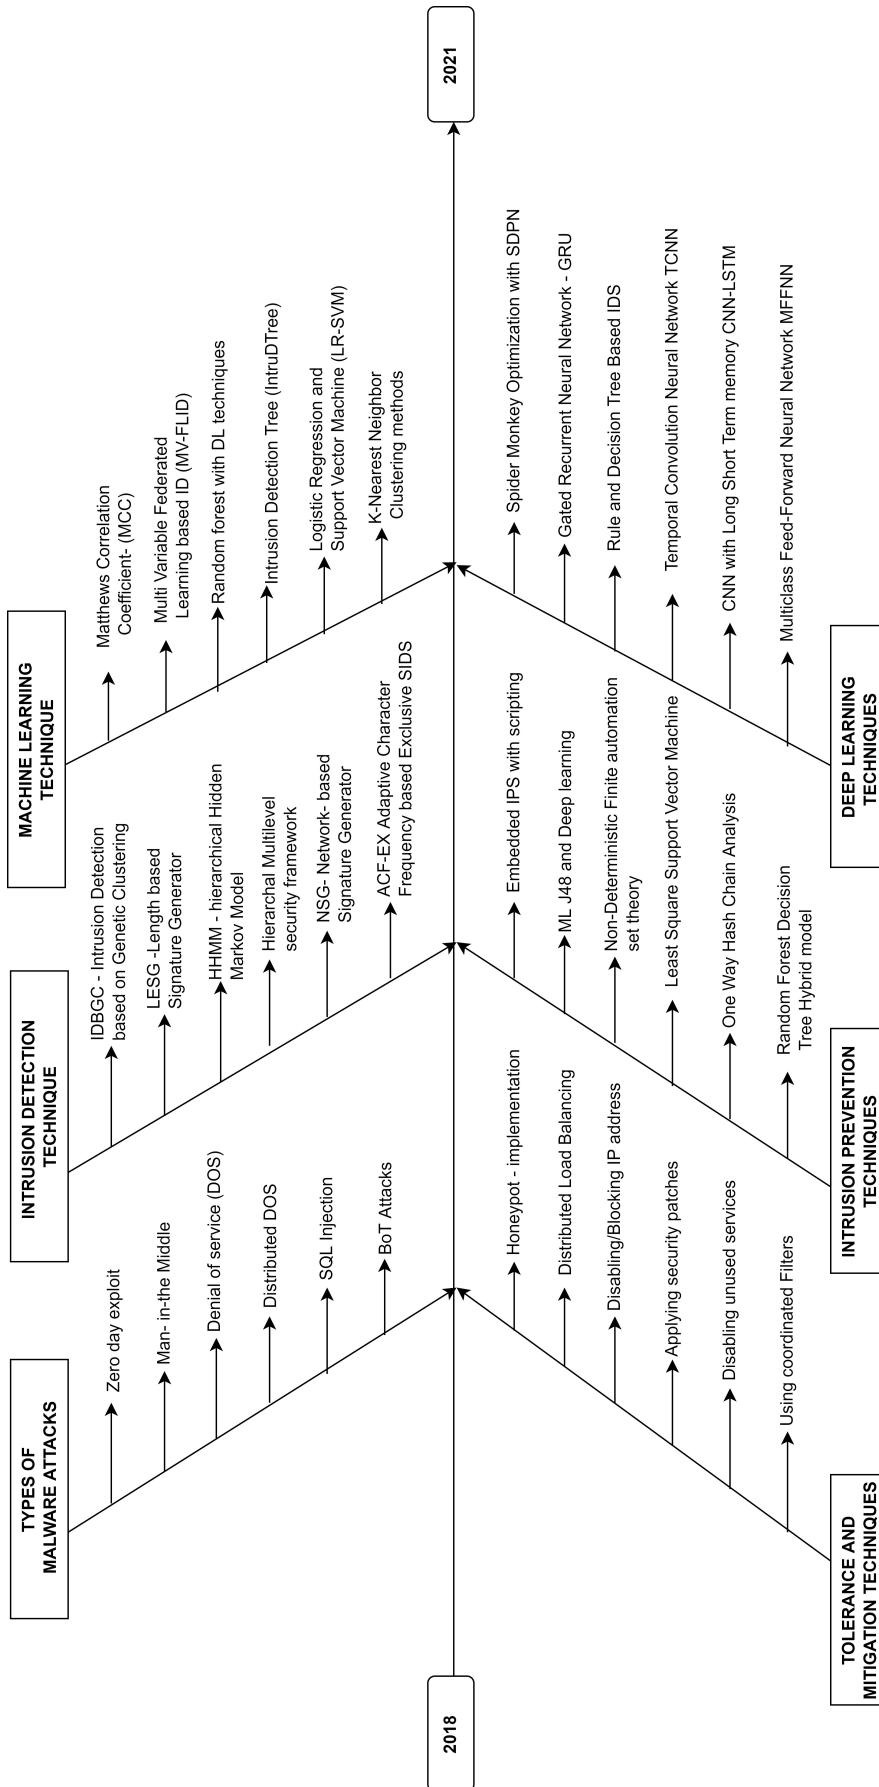 TYPES OF
MALWARE ATTACKS
Zero day exploit
Man- in-the Middle
Denial of service (DOS)
Distributed DOS
SQL Injection
BoT Attacks
INTRUSION DETECTION
TECHNIQUE
IDBGC - Intrusion Detection
based on Genetic Clustering
LESG -Length based
Signature Generator
HHMM - hierarchical Hidden
Markov Model
Hierarchal Multilevel
security framework
NSG- Network- based
Signature Generator
ACF-EX Adaptive Character
Frequency based Exclusive SIDS
MACHINE LEARNING
TECHNIQUE
Matthews Correlation
Coefficient- (MCC)
Multi Variable Federated
Learning based ID (MV-FLID)
Random forest with DL techniques
Intrusion Detection Tree (IntruDTree)
Logistic Regression and
Support Vector Machine (LR-SVM)
K-Nearest Neighbor
Clustering methods
2018
2021
Honeypot - implementation
Distributed Load Balancing
Disabling/Blocking IP address
Applying security patches
Disabling unused services
Using coordinated Filters
TOLERANCE AND
MITIGATION TECHNIQUES
Embedded IPS with scripting
ML J48 and Deep learning
Non-Deterministic Finite automation
set theory
Least Square Support Vector Machine
One Way Hash Chain Analysis
Random Forest Decision
Tree Hybrid model
INTRUSION PREVENTION
TECHNIQUES
Spider Monkey Optimization with SDPN
Gated Recurrent Neural Network - GRU
Rule and Decision Tree Based IDS
Temporal Convolution Neural Network TCNN
CNN with Long Short Term memory CNN-LSTM
Multiclass Feed-Forward Neural Network MFFNN
DEEP LEARNING
TECHNIQUES